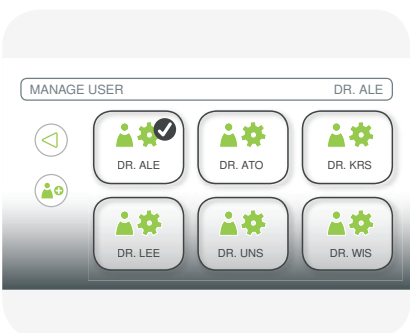 MANAGE USER DR. ALE
DR. ALE DR. ATO DR. KRS
DR. LEE DR. UNS DR. WIS